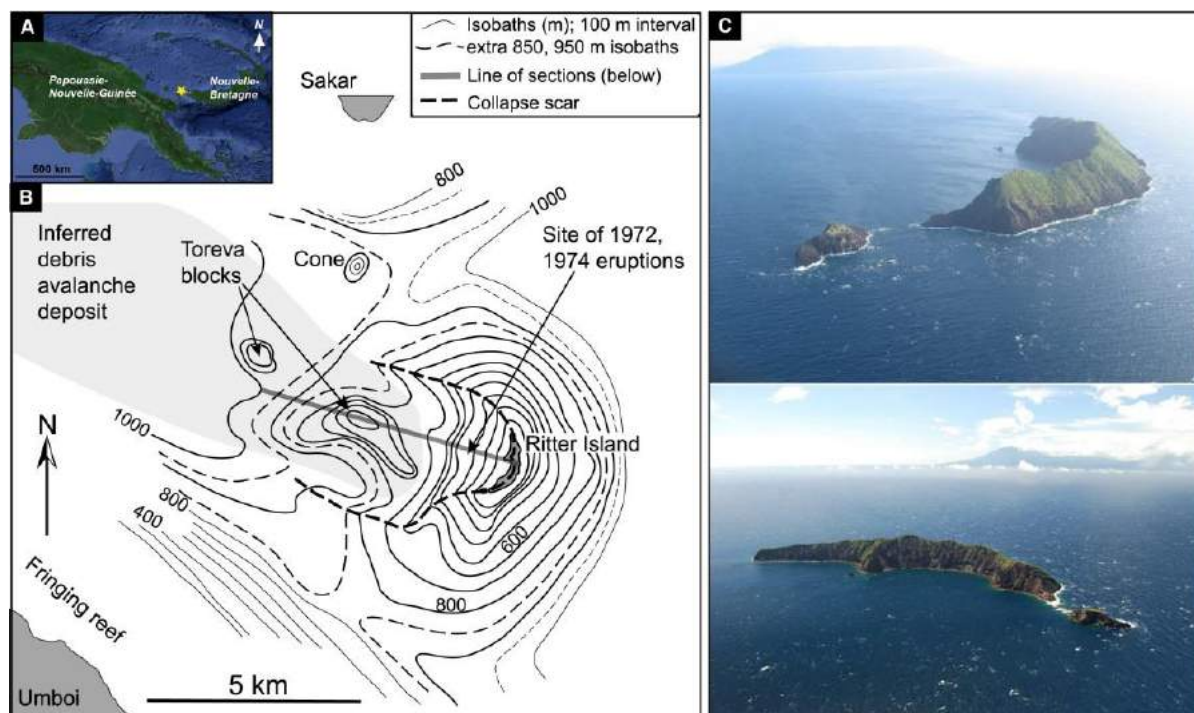 A
N
Papouasie-
Nouvelle-Guinée
Nouvelle-
Bretagne
500 km
Isobaths (m); 100 m interval
extra 850, 950 m isobaths
Line of sections (below)
Collapse scar
Sakar
B
Inferred
debris
avalanche
deposit
Toreva
blocks
Cone
800
1000
Site of 1972,
1974 eruptions
1000
N
Ritter Island
800
400
600
800
Fringing reef
Umboi
5 km
C